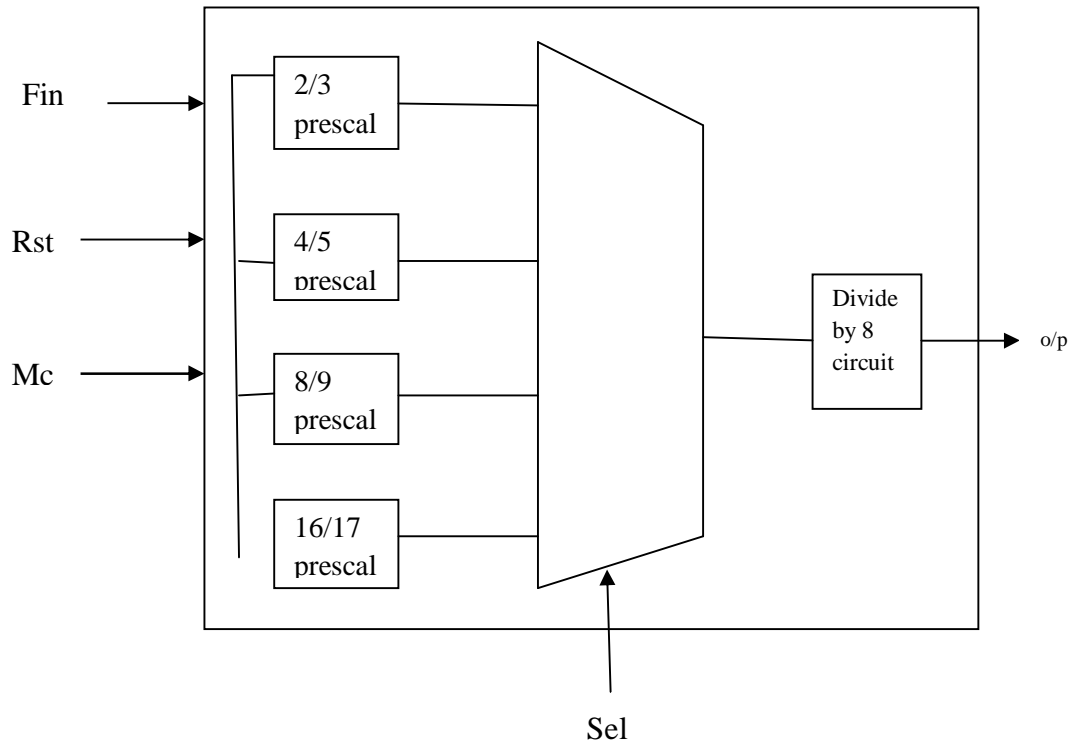 Fin
Rst
Mc
2/3
prescal
4/5
prescal
8/9
prescal
16/17
prescal
Divide
by 8
circuit
o/p
Sel